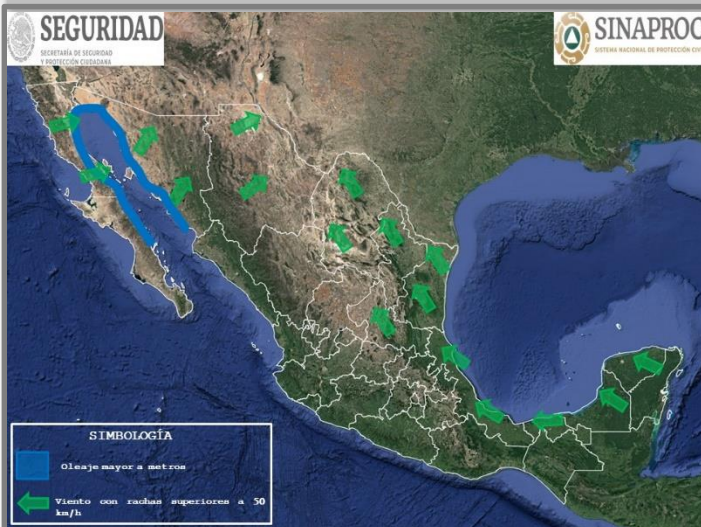 SEGURIDAD
SECRETARÍA DE SEGURIDAD
Y PROTECCIÓN CIUDADANA
SINAPROC
SISTEMA NACIONAL DE PROTECCIÓN CIVI
SIMBOLOGÍA
Oleaje mayor a metros
Viento con rachas superiores a 50
km/h